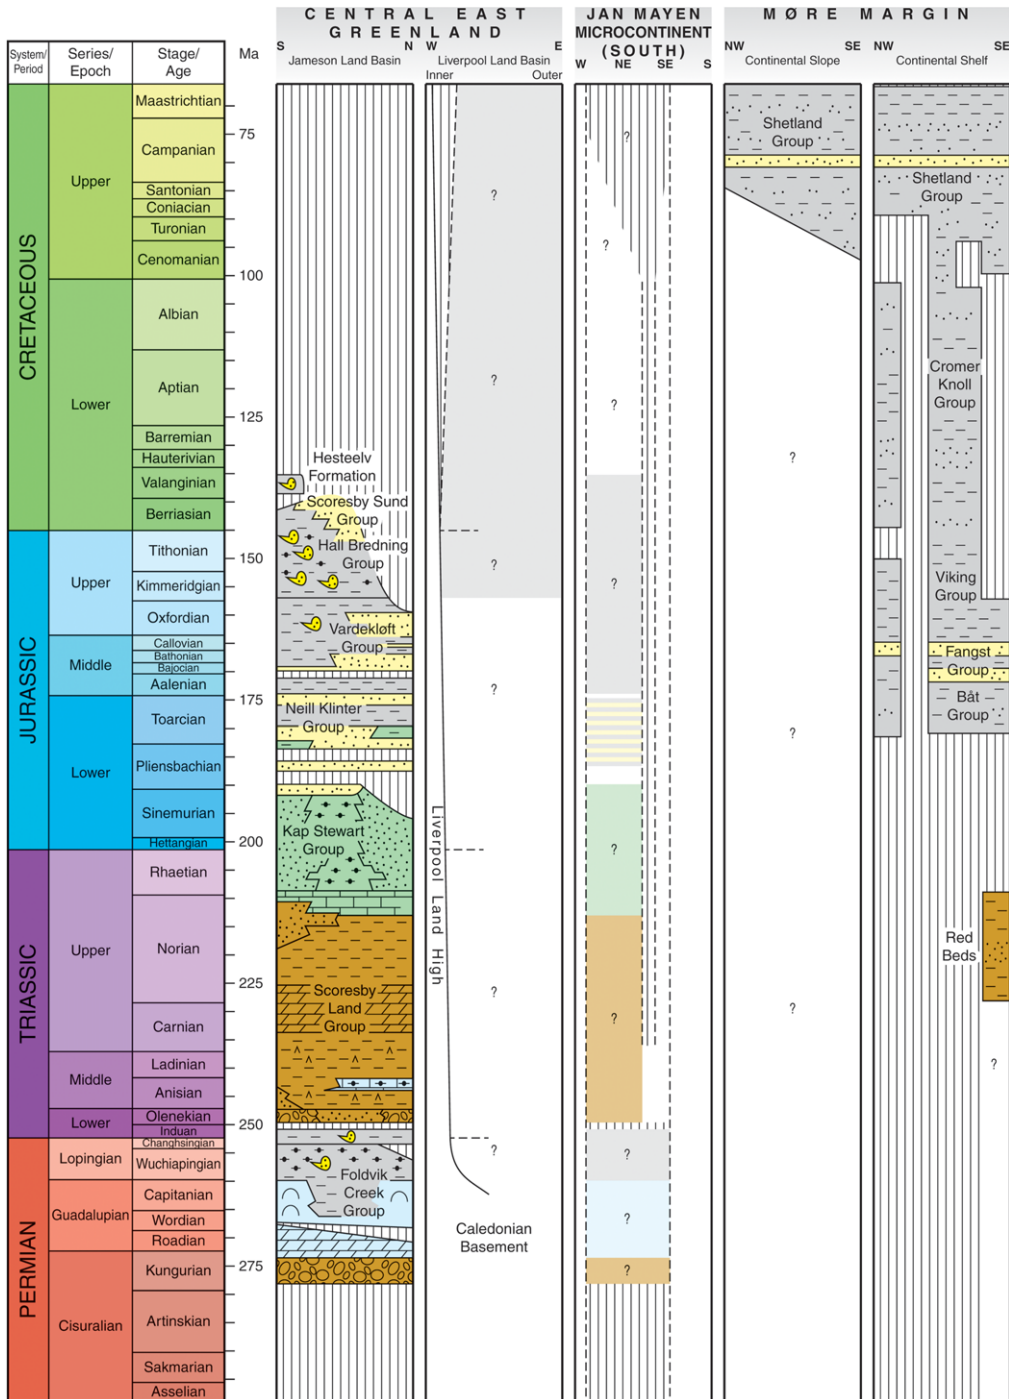 CENTRAL EAST
GREENLAND
S N W E
Jameson Land Basin
Liverpool Land Basin
Inner Outer
JAN MAYEN
MICROCONTINENT
(SOUTH)
W NE SE S
MØRE MARGIN
NW SE
Continental Slope
NW SE
Continental Shelf
System/
Period
Series/
Epoch
Stage/
Age
Ma
CRETACEOUS
JURASSIC
TRIASSIC
PERMIAN
Upper
Lower
Upper
Middle
Lower
Upper
Middle
Lower
Lopingian
Guadalupian
Cisuralian
Maastrichtian
Campanian
Santonian
Coniacian
Turonian
Cenomanian
Albian
Aptian
Barremian
Hauterivian
Valanginian
Berriasian
Tithonian
Kimmeridgian
Oxfordian
Callovian
Bathonian
Bajocian
Aalenian
Toarcian
Pliensbachian
Sinemurian
Hettangian
Rhaetian
Norian
Carnian
Ladinian
Anisian
Olenekian
Induan
Changhsingian
Wuchiapingian
Capitanian
Wordian
Roadian
Kungurian
Artinskian
Sakmarian
Asselian
75
100
125
150
175
200
225
250
275
Hesteelv
Formation
Scoresby Sund
Group
Hall Bredning
Group
Vardekløft
Group
Neill Klinter
Group
Kap Stewart
Group
Scoresby
Land
Group
Foldvik
Creek
Group
Liverpool Land High
?
?
?
?
?
?
Caledonian
Basement
?
?
?
?
?
?
?
?
?
Shetland
Group
?
?
?
Shetland
Group
Cromer
Knoll
Group
Viking
Group
Fangst
Group
Båt
Group
Red
Beds
?